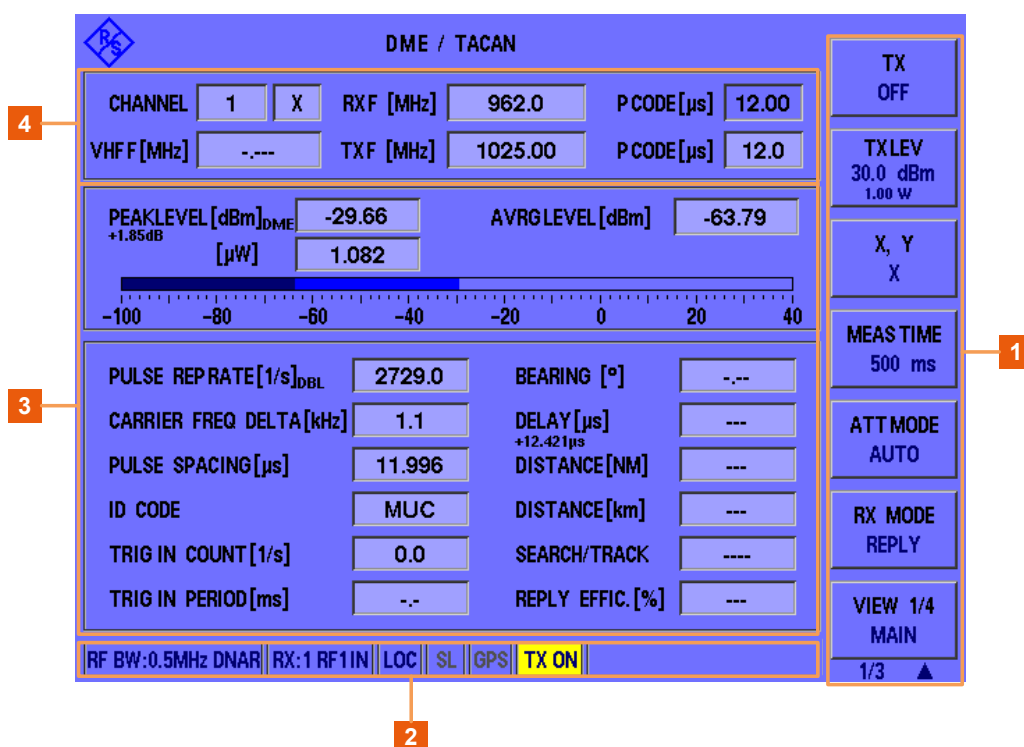 R/S
DME / TACAN
CHANNEL 1 X RXF [MHz] 962.0 P CODE[µs] 12.00
VHF F[MHz] -.--- TXF [MHz] 1025.00 P CODE[µs] 12.0
PEAK LEVEL[dBm]DME -29.66 AVRG LEVEL[dBm] -63.79
+1.85dB
[µW] 1.082
-100 -80 -60 -40 -20 0 20 40
PULSE REP RATE[1/s]DBL 2729.0 BEARING [°] -.--
CARRIER FREQ DELTA[kHz] 1.1 DELAY[µs] ---
+12.421µs
PULSE SPACING[µs] 11.996 DISTANCE[NM] ---
ID CODE MUC DISTANCE[km] ---
TRIG IN COUNT[1/s] 0.0 SEARCH/TRACK ----
TRIG IN PERIOD[ms] -.- REPLY EFFIC.[%] ---
RF BW:0.5MHz DNAR RX:1 RF1IN LOC SL GPS TX ON
TX
OFF
TX LEV
30.0 dBm
1.00 W
X, Y
X
MEAS TIME
500 ms
ATT MODE
AUTO
RX MODE
REPLY
VIEW 1/4
MAIN
1/3 ▲
4
3
1
2